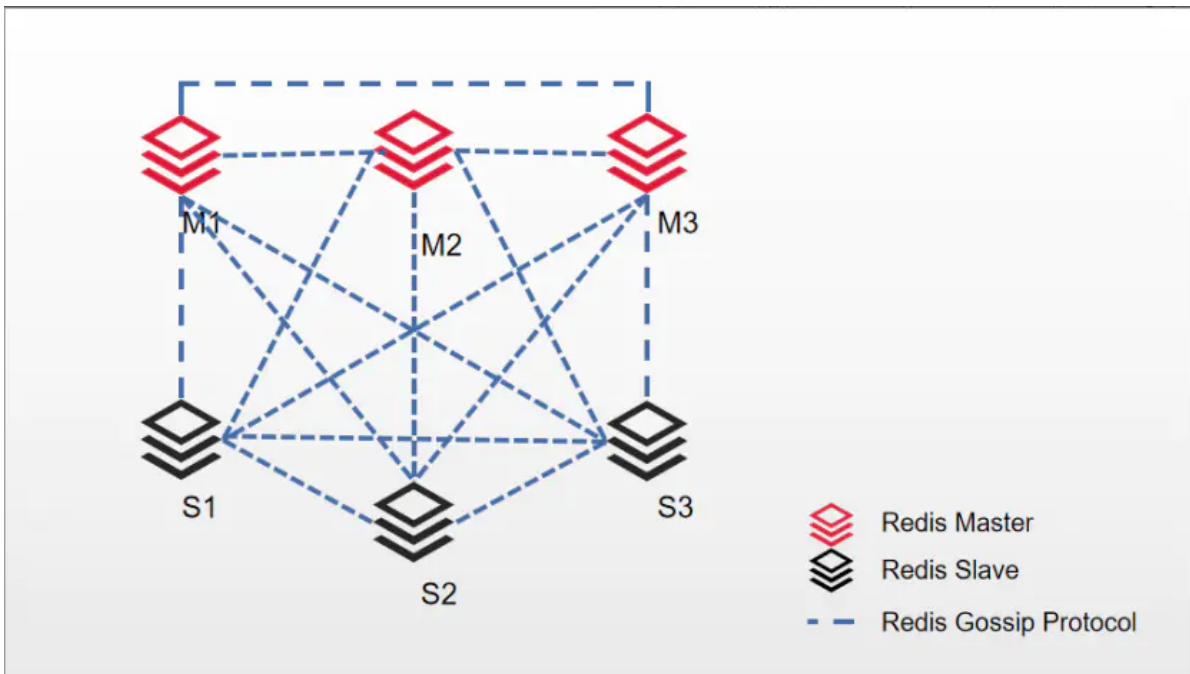 M1
M2
M3
S1
S2
S3
Redis Master
Redis Slave
Redis Gossip Protocol